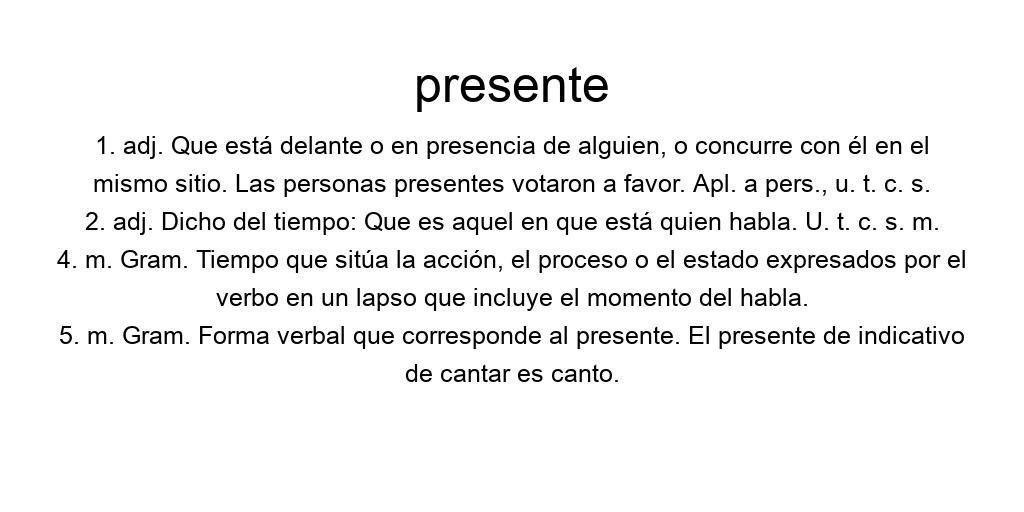 presente
1. adj. Que está delante o en presencia de alguien, o concurre con él en el
mismo sitio. Las personas presentes votaron a favor. Apl. a pers., u. t. c. s.
2. adj. Dicho del tiempo: Que es aquel en que está quien habla. U. t. c. s. m.
4. m. Gram. Tiempo que sitúa la acción, el proceso o el estado expresados por el
verbo en un lapso que incluye el momento del habla.
5. m. Gram. Forma verbal que corresponde al presente. El presente de indicativo
de cantar es canto.